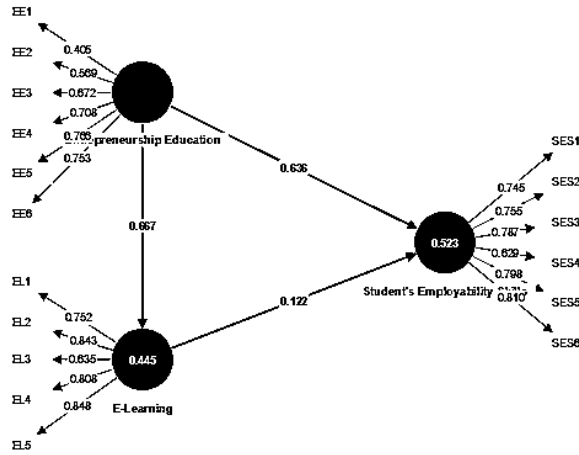 EE1
0.405
EE2
0.569
EE3
0.672
EE4
0.708
EE5
0.766
EE6
0.753
Entrepreneurship Education
0.636
0.667
SES1
0.745
SES2
0.755
SES3
0.787
SES4
0.629
SES5
0.798
SES6
0.810
0.523
Student's Employability
0.122
EL1
0.752
EL2
0.843
EL3
0.635
EL4
0.808
EL5
0.848
0.445
E-Learning